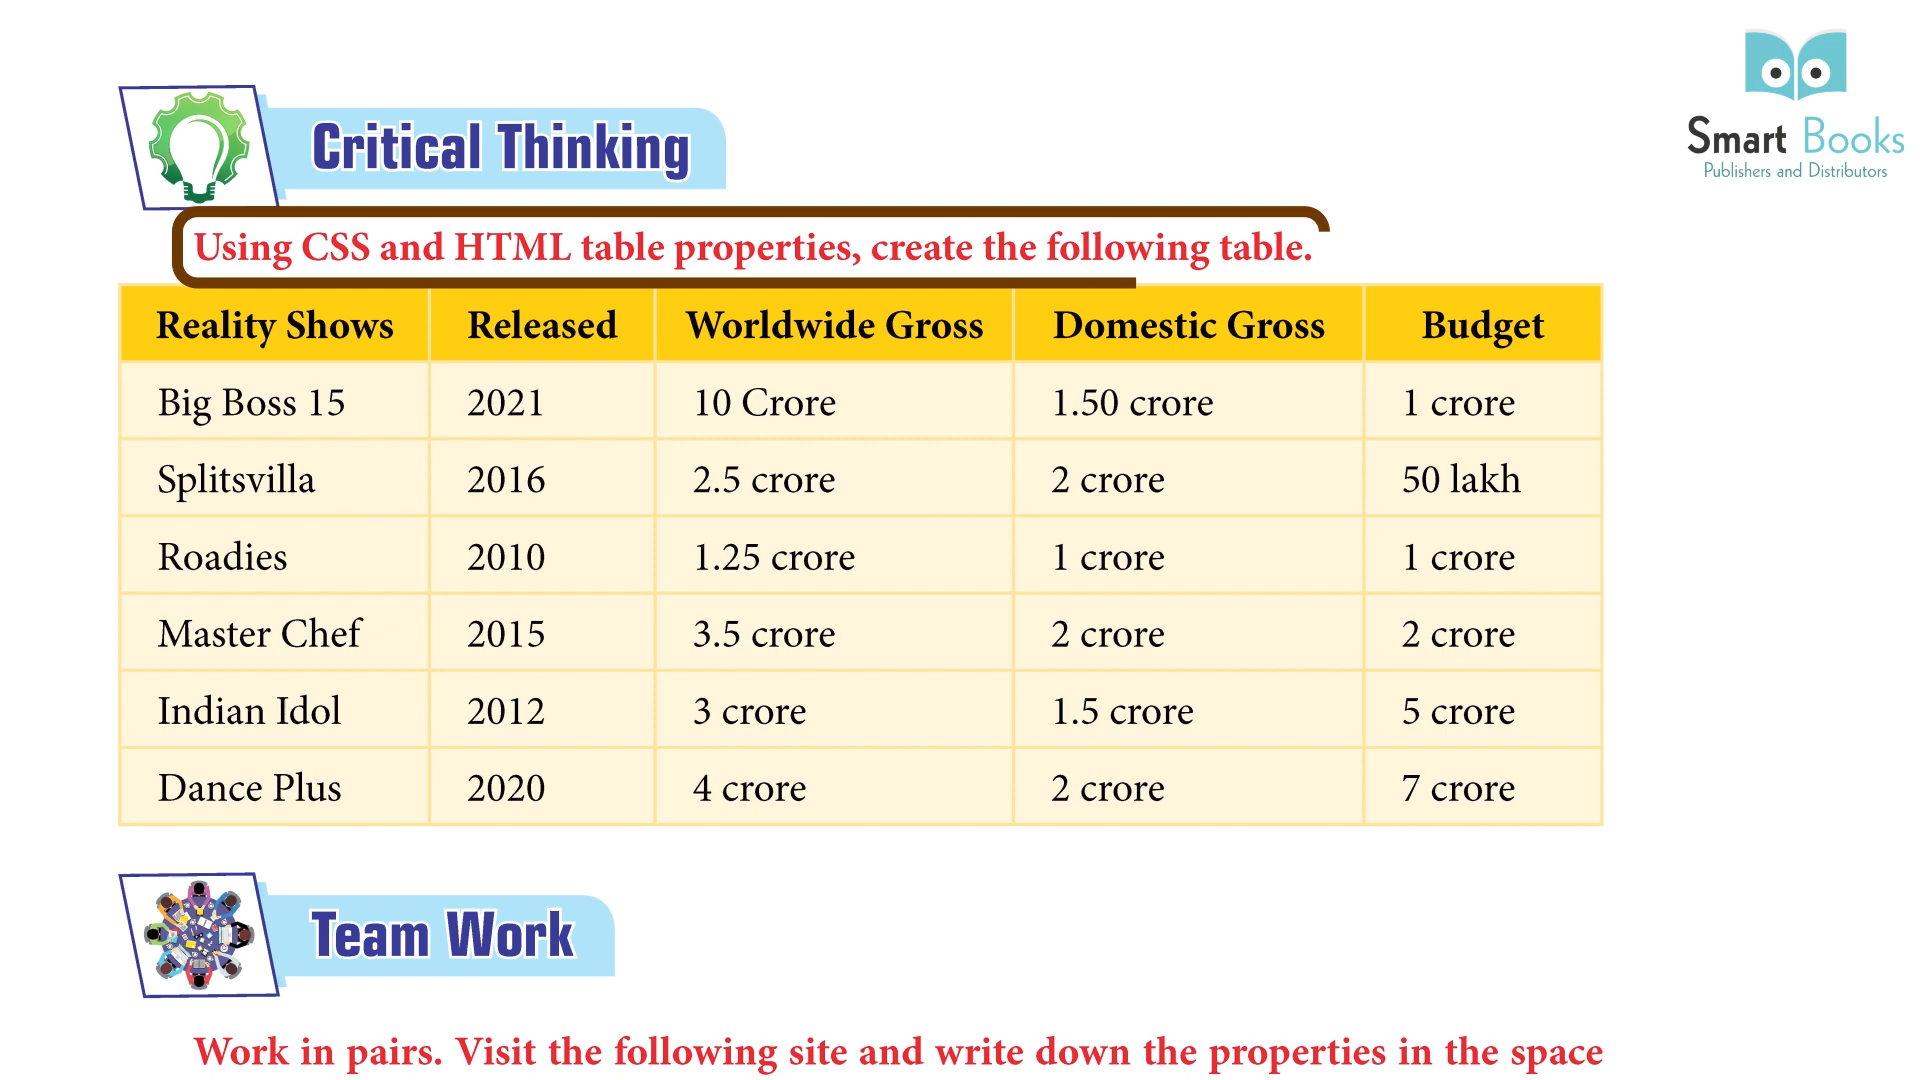 Smart Books
Publishers and Distributors
Critical Thinking
Using CSS and HTML table properties, create the following table.
Reality Shows Released Worldwide Gross Domestic Gross Budget
Big Boss 15 2021 10 Crore 1.50 crore 1 crore
Splitsvilla 2016 2.5 crore 2 crore 50 lakh
Roadies 2010 1.25 crore 1 crore 1 crore
Master Chef 2015 3.5 crore 2 crore 2 crore
Indian Idol 2012 3 crore 1.5 crore 5 crore
Dance Plus 2020 4 crore 2 crore 7 crore
Team Work
Work in pairs. Visit the following site and write down the properties in the space